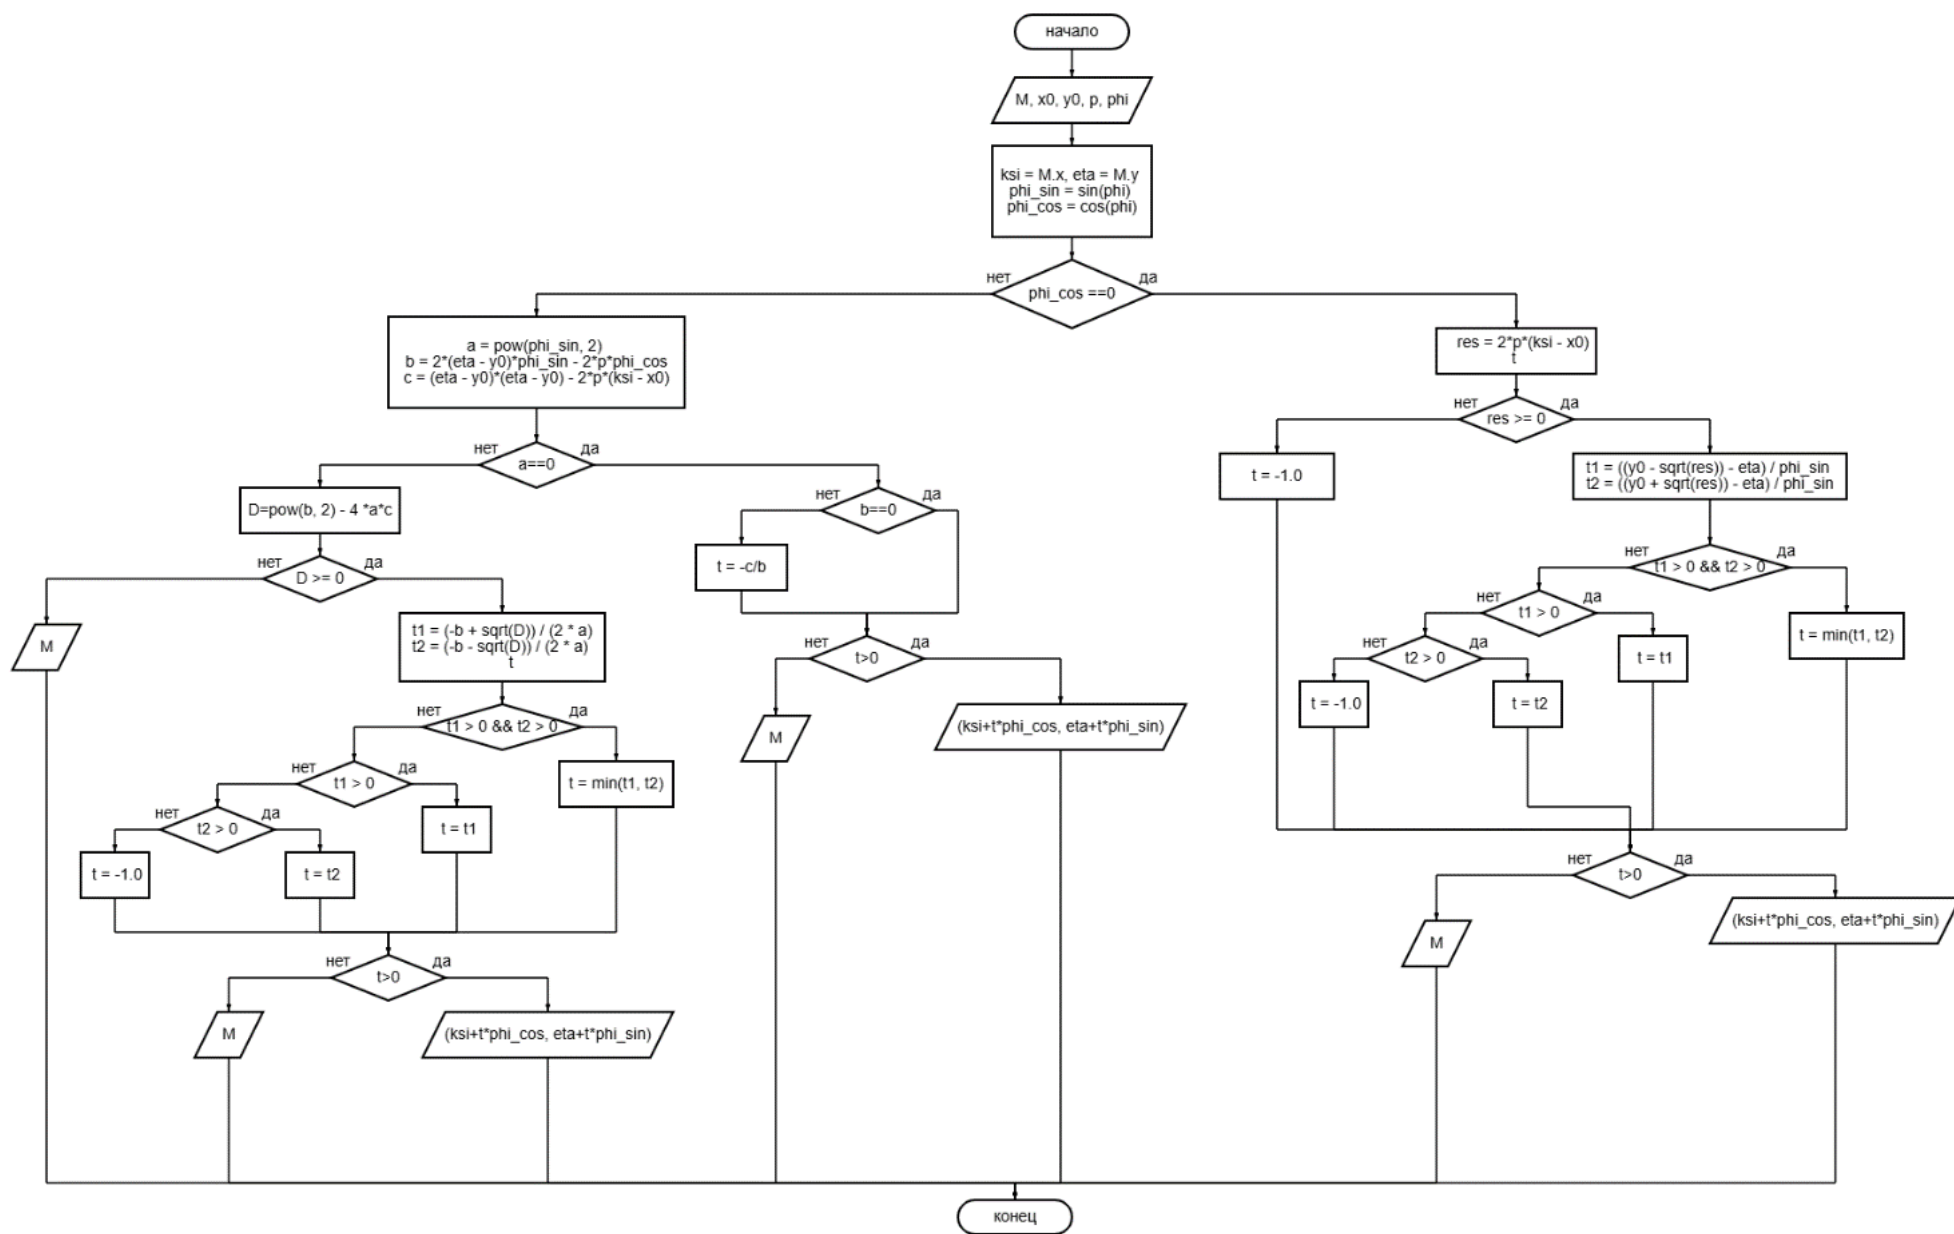 начало
M, x0, y0, p, phi
ksi = M.x, eta = M.y
phi_sin = sin(phi)
phi_cos = cos(phi)
нет
да
phi_cos ==0
a = pow(phi_sin, 2)
b = 2*(eta - y0)*phi_sin - 2*p*phi_cos
c = (eta - y0)*(eta - y0) - 2*p*(ksi - x0)
нет
да
a==0
D=pow(b, 2) - 4 *a*c
нет
да
D >= 0
M
t1 = (-b + sqrt(D)) / (2 * a)
t2 = (-b - sqrt(D)) / (2 * a)
t
нет
да
t1 > 0 && t2 > 0
нет
да
t1 > 0
t = min(t1, t2)
нет
да
t2 > 0
t = t1
t = -1.0
t = t2
нет
да
t>0
M
(ksi+t*phi_cos, eta+t*phi_sin)
нет
да
b==0
t = -c/b
нет
да
t>0
M
(ksi+t*phi_cos, eta+t*phi_sin)
res = 2*p*(ksi - x0)
t
нет
да
res >= 0
t = -1.0
t1 = ((y0 - sqrt(res)) - eta) / phi_sin
t2 = ((y0 + sqrt(res)) - eta) / phi_sin
нет
да
t1 > 0 && t2 > 0
нет
да
t1 > 0
t = min(t1, t2)
нет
да
t2 > 0
t = t1
t = -1.0
t = t2
нет
да
t>0
M
(ksi+t*phi_cos, eta+t*phi_sin)
конец